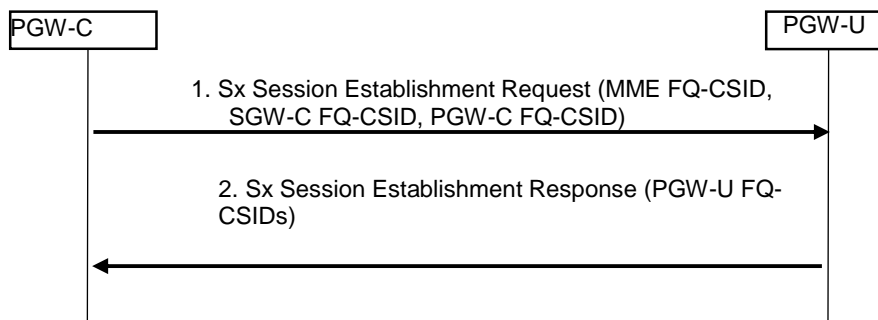 PGW-C
PGW-U
1. Sx Session Establishment Request (MME FQ-CSID,
SGW-C FQ-CSID, PGW-C FQ-CSID)
2. Sx Session Establishment Response (PGW-U FQ-
CSIDs)